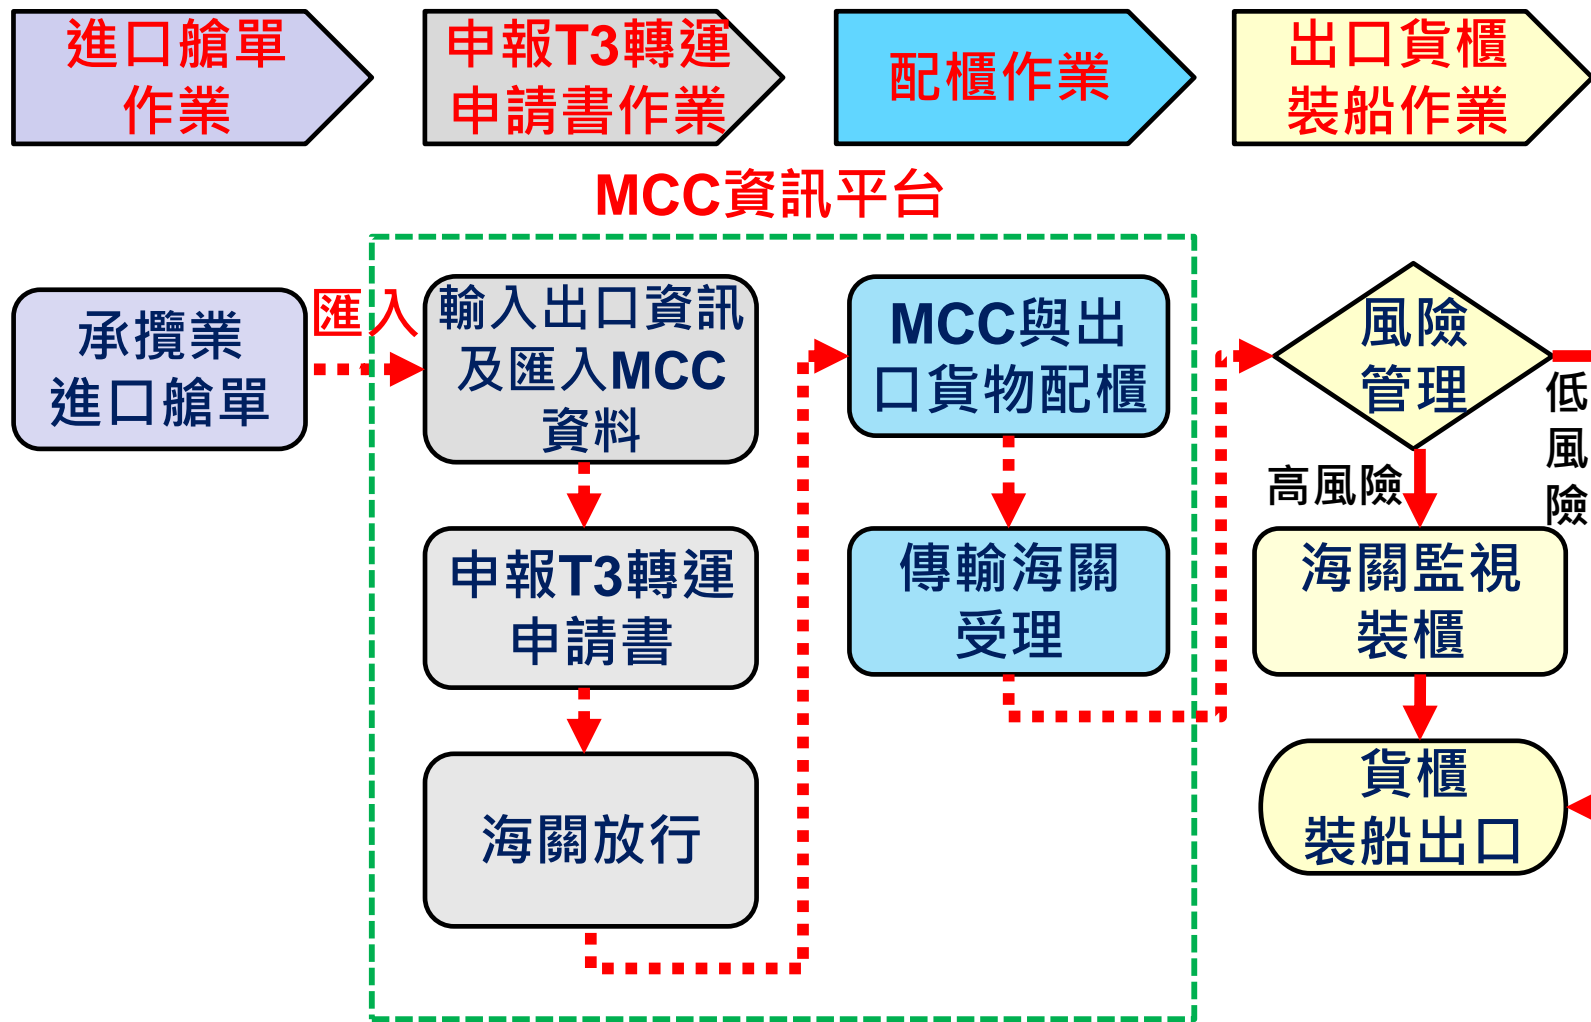 進口艙單
作業
申報T3轉運
申請書作業
配櫃作業
出口貨櫃
裝船作業
MCC資訊平台
承攬業
進口艙單
匯入
輸入出口資訊
及匯入MCC
資料
申報T3轉運
申請書
海關放行
MCC與出
口貨物配櫃
傳輸海關
受理
風險
管理
低
風
險
高風險
海關監視
裝櫃
貨櫃
裝船出口